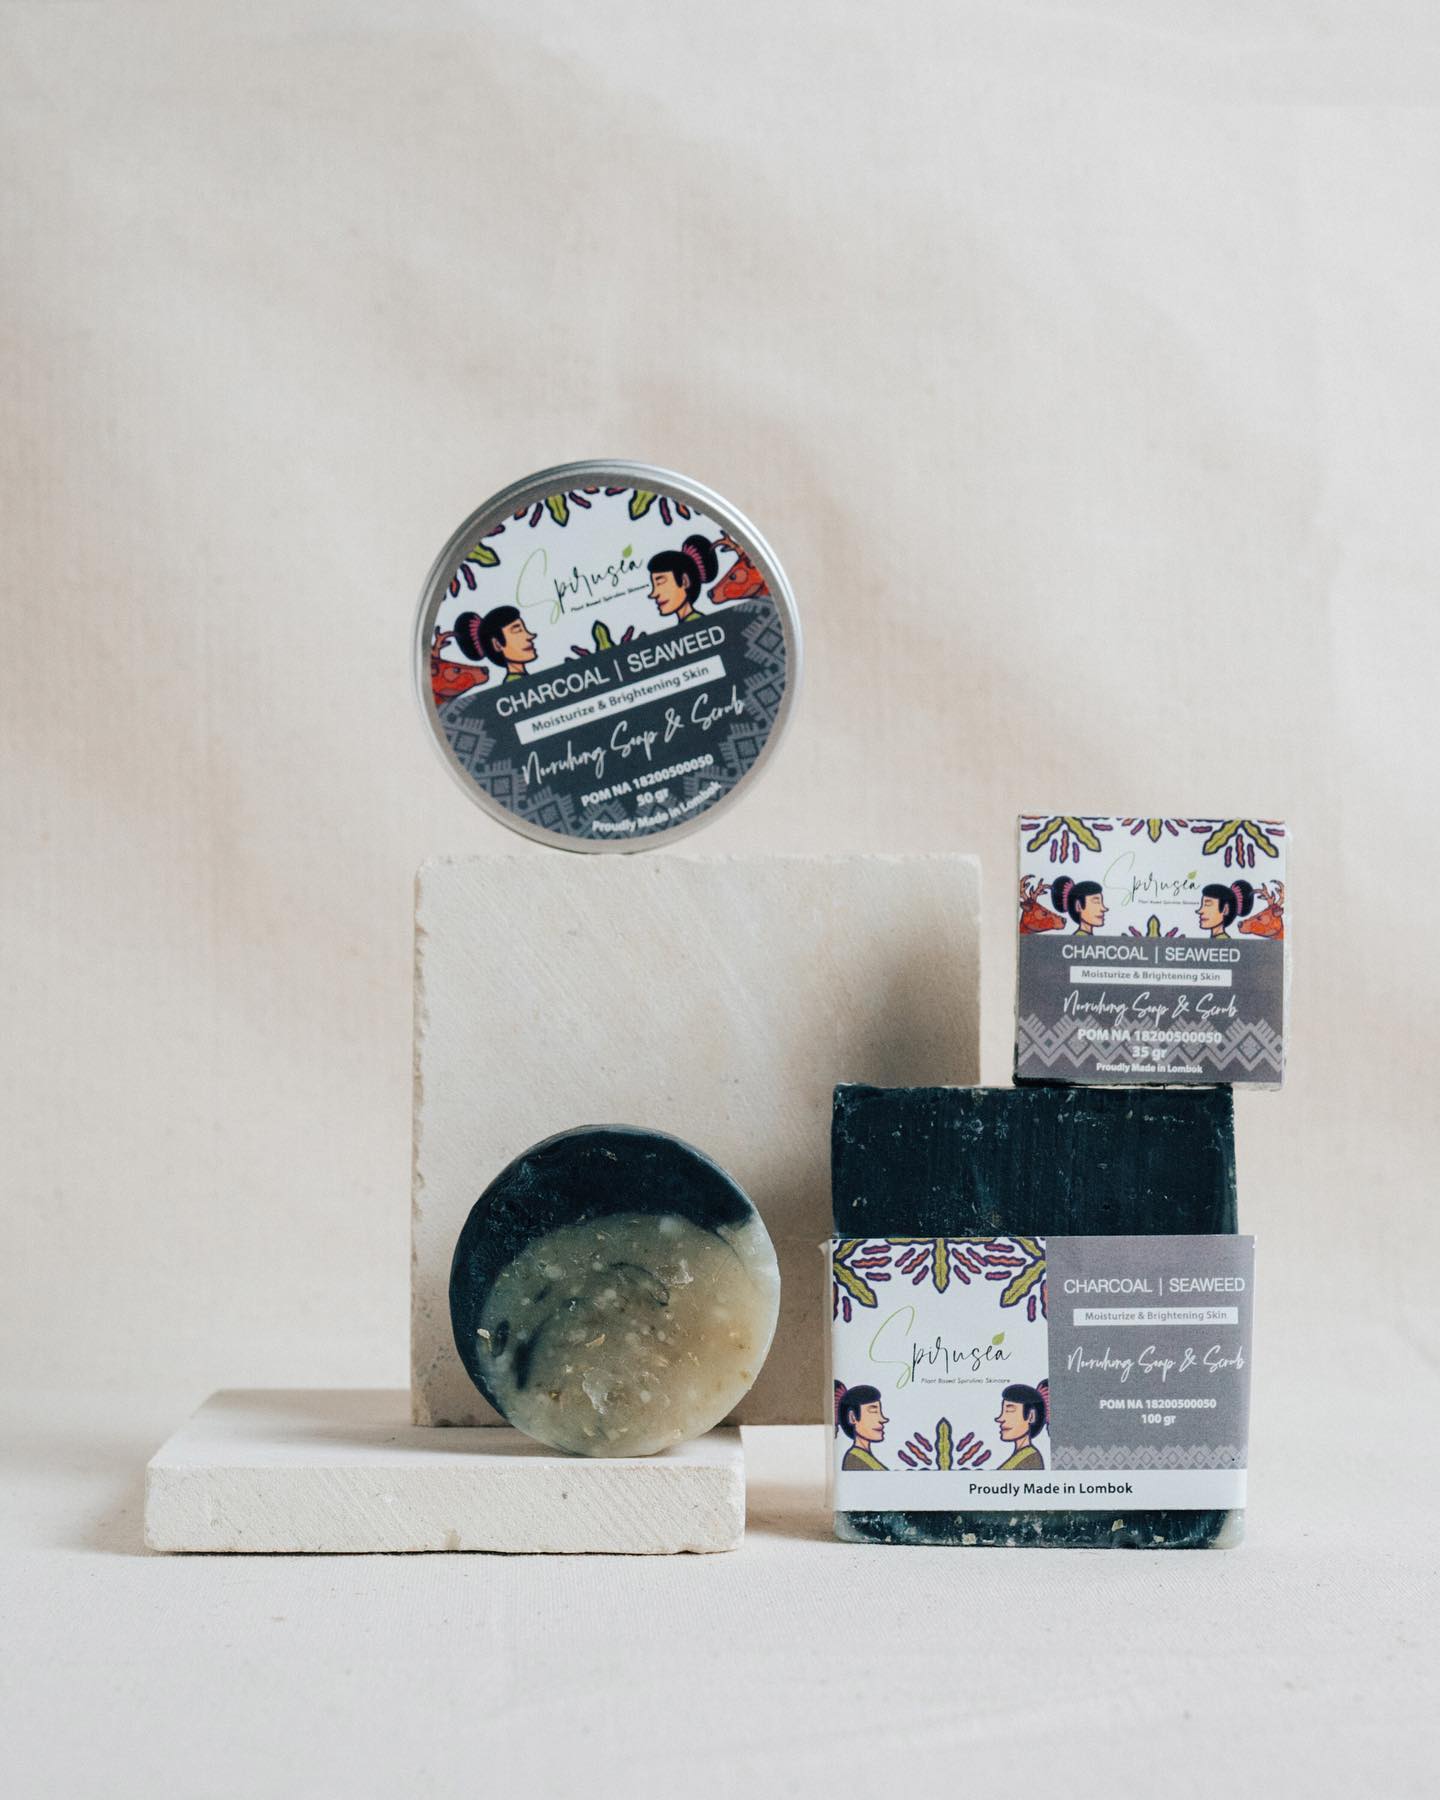 Spirusea
Plant Based Spirulina Skincare
CHARCOAL | SEAWEED
Moisturize & Brightening Skin
Nourishing Soap & Scrub
POM NA 18200500050
50 gr
Proudly Made in Lombok
Spirusea
Plant Based Spirulina Skincare
CHARCOAL | SEAWEED
Moisturize & Brightening Skin
Nourishing Soap & Scrub
POM NA 18200500050
35 gr
Proudly Made in Lombok
Spirusea
Plant Based Spirulina Skincare
CHARCOAL | SEAWEED
Moisturize & Brightening Skin
Nourishing Soap & Scrub
POM NA 18200500050
100 gr
Proudly Made in Lombok